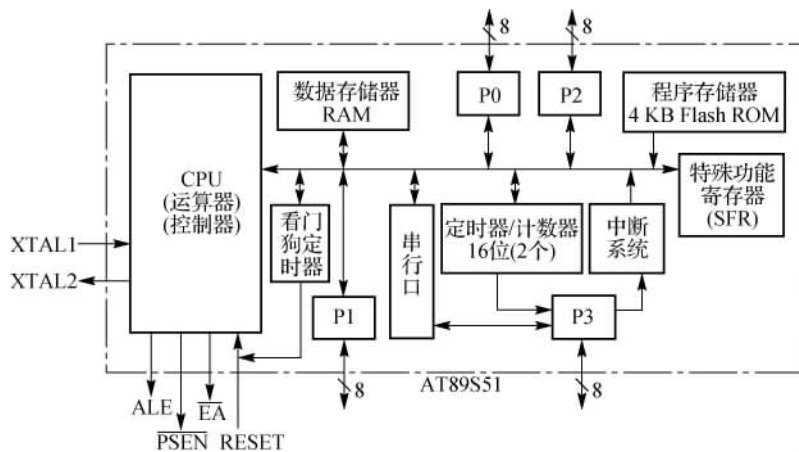 8
8
数据存储器
RAM
P0
P2
程序存储器
4 KB Flash ROM
CPU
(运算器)
(控制器)
特殊功能
寄存器
(SFR)
看门
狗定
时器
串
行
口
定时器/计数器
16位(2个)
中断
系统
XTAL1
XTAL2
P1
P3
8
8
AT89S51
ALE
PSEN
EA
RESET